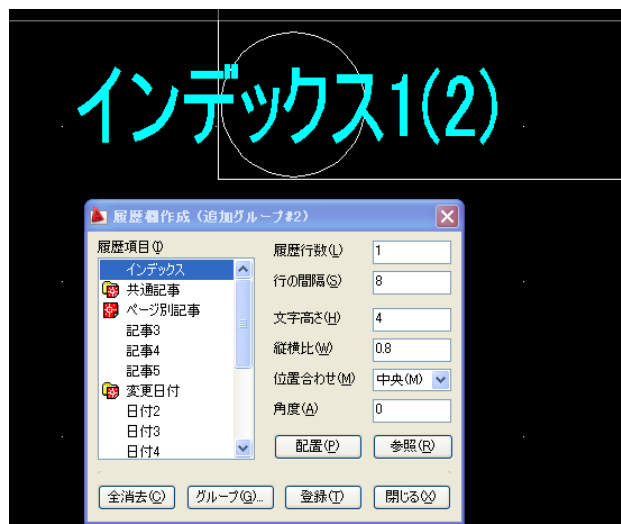 インデックス1(2)
履歴欄作成 (追加グループ#2)
履歴項目(I)
インデックス
共通記事
ページ別記事
記事3
記事4
記事5
変更日付
日付2
日付3
日付4
履歴行数(L) 1
行の間隔(S) 8
文字高さ(H) 4
縦横比(W) 0.8
位置合わせ(M) 中央(M)
角度(A) 0
配置(P) 参照(R)
全消去(C) グループ(G)... 登録(T) 閉じる(X)